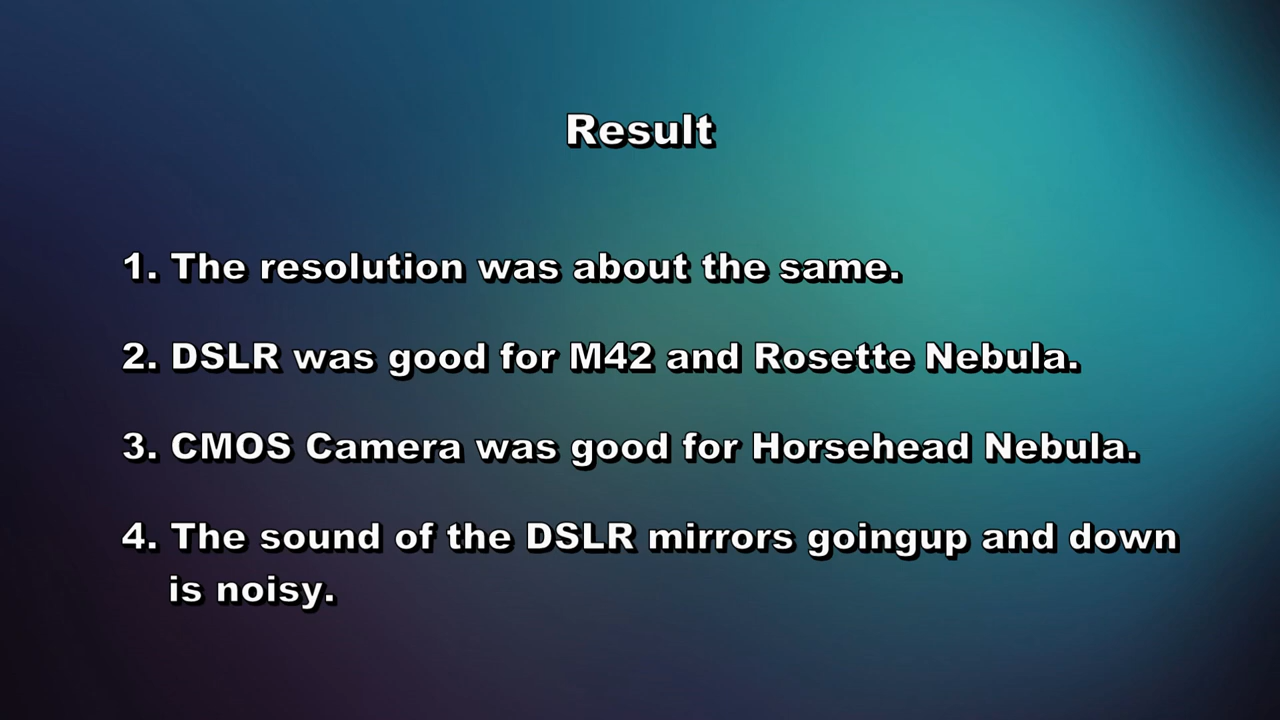 Result
1. The resolution was about the same.
2. DSLR was good for M42 and Rosette Nebula.
3. CMOS Camera was good for Horsehead Nebula.
4. The sound of the DSLR mirrors goingup and down
is noisy.